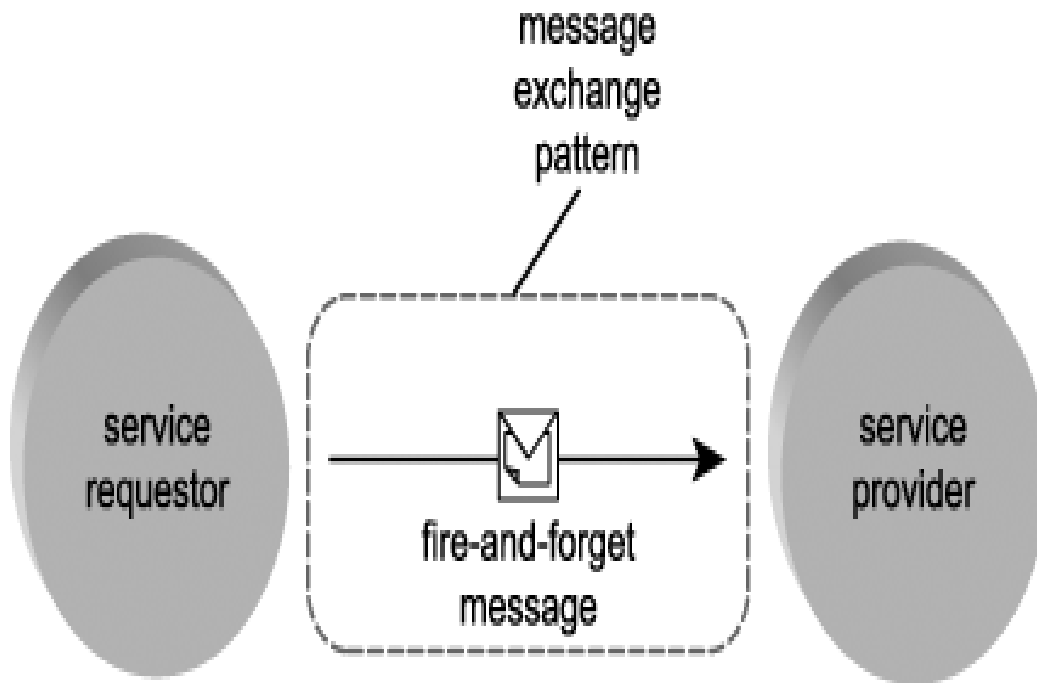 message
exchange
pattern
service
requestor
fire-and-forget
message
service
provider